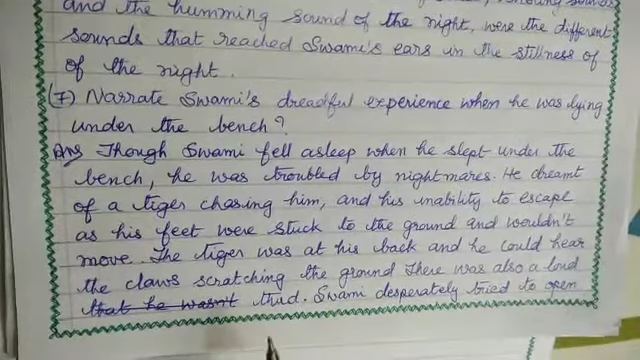 and the humming sound of the night, were the different
sounds that reached Swami's ears in the stillness of
of the night.
(7) Narrate Swami's dreadful experience when he was lying
under the bench?
Ans Though Swami fell asleep when he slept under the
bench, he was troubled by nightmares. He dreamt
of a tiger chasing him, and his inability to escape
as his feet were stuck to the ground and wouldn't
move. The tiger was at his back and he could hear
the claws scratching the ground There was also a loud
that he wasn't thud. Swami desperately tried to open